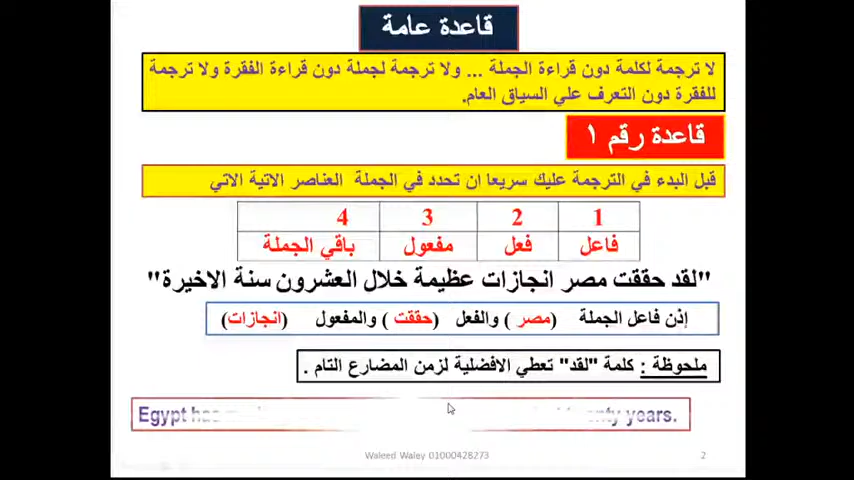 قاعدة عامة
لا ترجمة لكلمة دون قراءة الجملة ... ولا ترجمة لجملة دون قراءة الفقرة ولا ترجمة
للفقرة دون التعرف علي السياق العام.
قاعدة رقم ١
قبل البدء في الترجمة عليك سريعا ان تحدد في الجملة العناصر الاتية الاتي
1 2 3 4
فاعل فعل مفعول باقي الجملة
"لقد حققت مصر انجازات عظيمة خلال العشرون سنة الاخيرة"
إذن فاعل الجملة (مصر) والفعل (حققت) والمفعول (انجازات)
ملحوظة : كلمة "لقد" تعطي الافضلية لزمن المضارع التام .
Egypt years.
Waleed Waley 01000428273 2